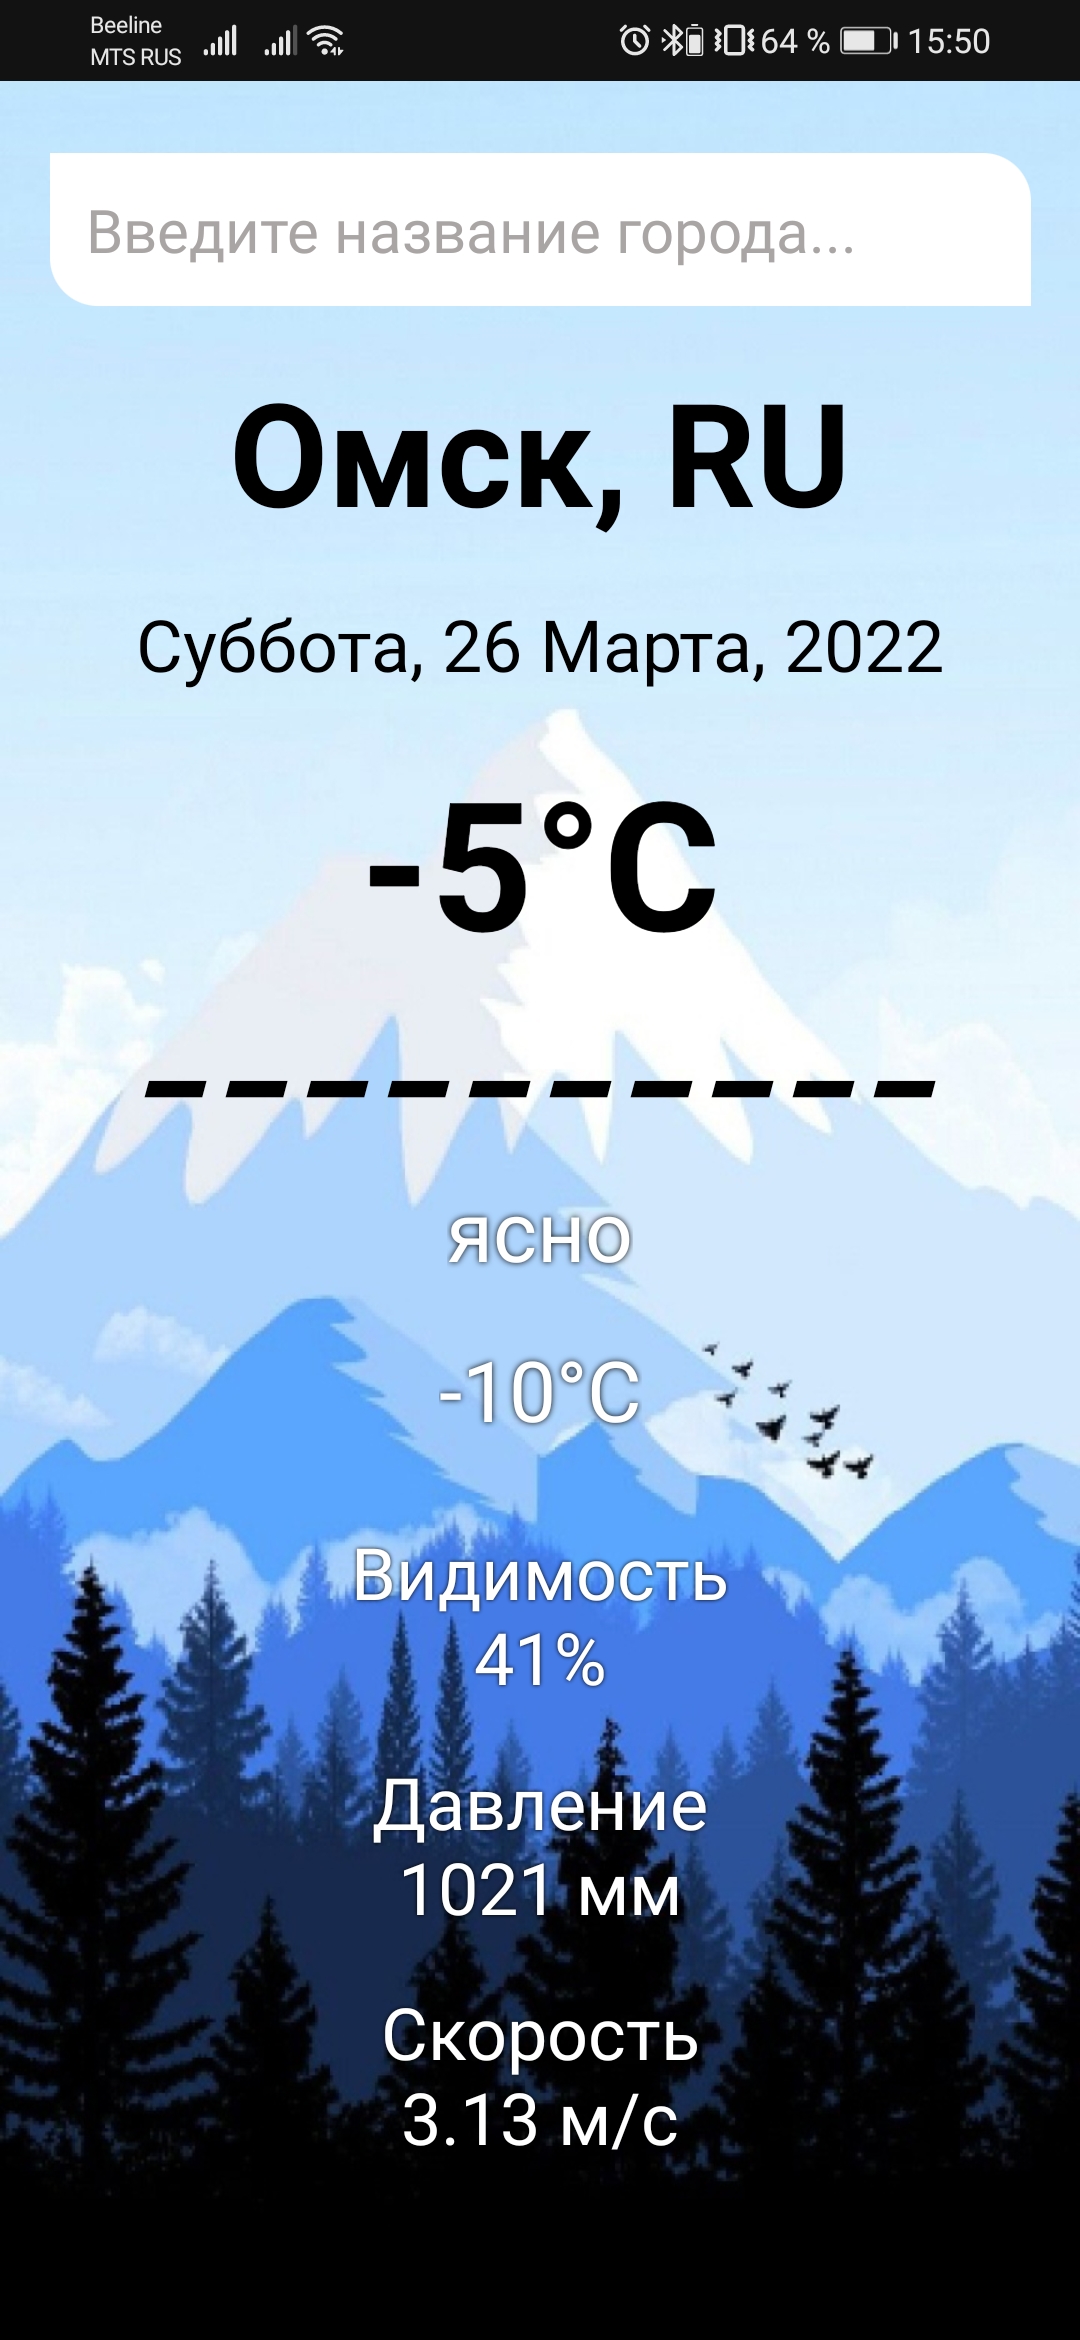 Beeline
MTS RUS
64 % 15:50
Введите название города...
Омск, RU
Суббота, 26 Марта, 2022
-5°C
ясно
-10°C
Видимость
41%
Давление
1021 мм
Скорость
3.13 м/с